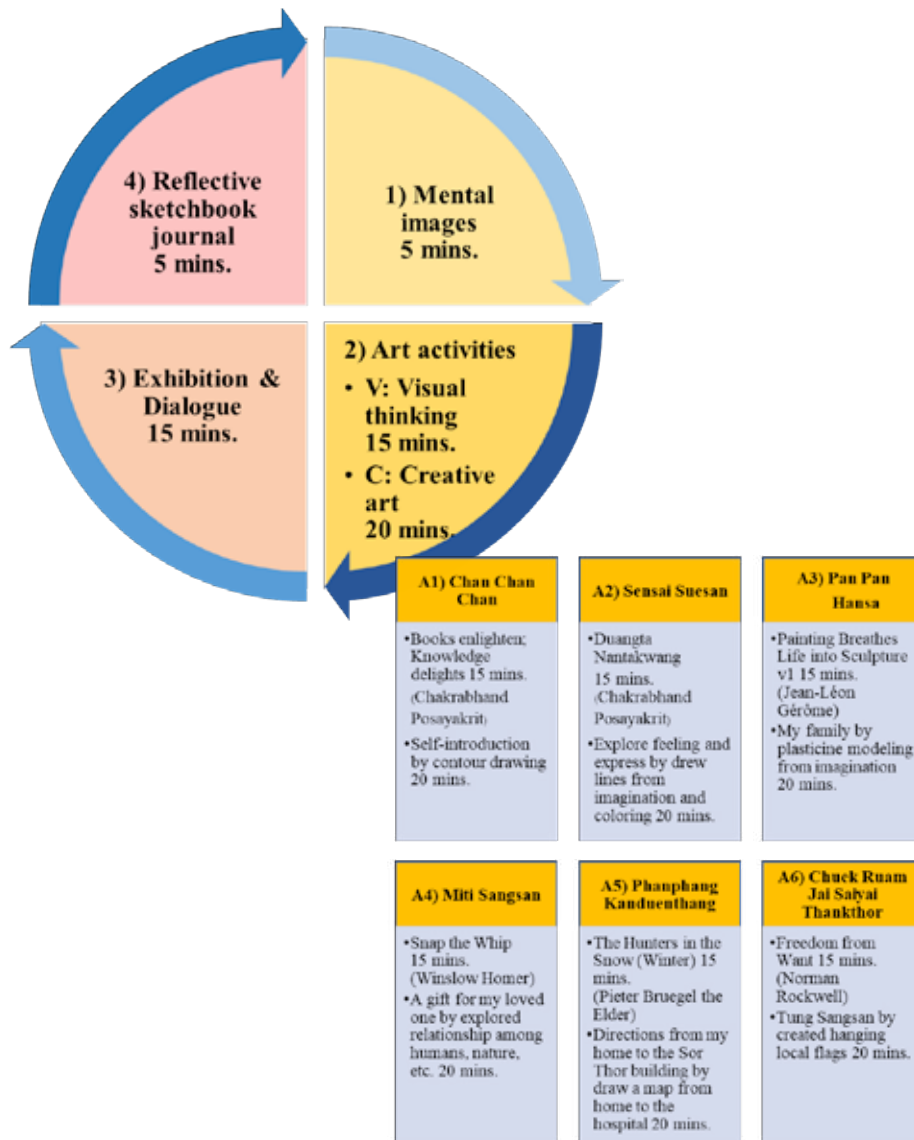 4) Reflective
sketchbook
journal
5 mins.
1) Mental
images
5 mins.
3) Exhibition &
Dialogue
15 mins.
2) Art activities
• V: Visual
thinking
15 mins.
• C: Creative
art
20 mins.
A1) Chan Chan
Chan
•Books enlighten;
Knowledge
delights 15 mins.
(Chakrabhand
Posayakrit)
•Self-introduction
by contour drawing
20 mins.
A2) Sensai Suesan
•Duangta
Nantakwang
15 mins.
(Chakrabhand
Posayakrit)
•Explore feeling and
express by drew
lines from
imagination and
coloring 20 mins.
A3) Pan Pan
Hansa
•Painting Breathes
Life into Sculpture
v1 15 mins.
(Jean-Léon
Gérôme)
•My family by
plasticine modeling
from imagination
20 mins.
A4) Miti Sangsan
•Snap the Whip
15 mins.
(Winslow Homer)
•A gift for my loved
one by explored
relationship among
humans, nature,
etc. 20 mins.
A5) Phanphang
Kanduenthang
•The Hunters in the
Snow (Winter) 15
mins.
(Pieter Bruegel the
Elder)
•Directions from my
home to the Sor
Thor building by
draw a map from
home to the
hospital 20 mins.
A6) Chuek Ruam
Jai Saiyai
Thankthor
•Freedom from
Want 15 mins.
(Norman
Rockwell)
•Tung Sangsan by
created hanging
local flags 20 mins.